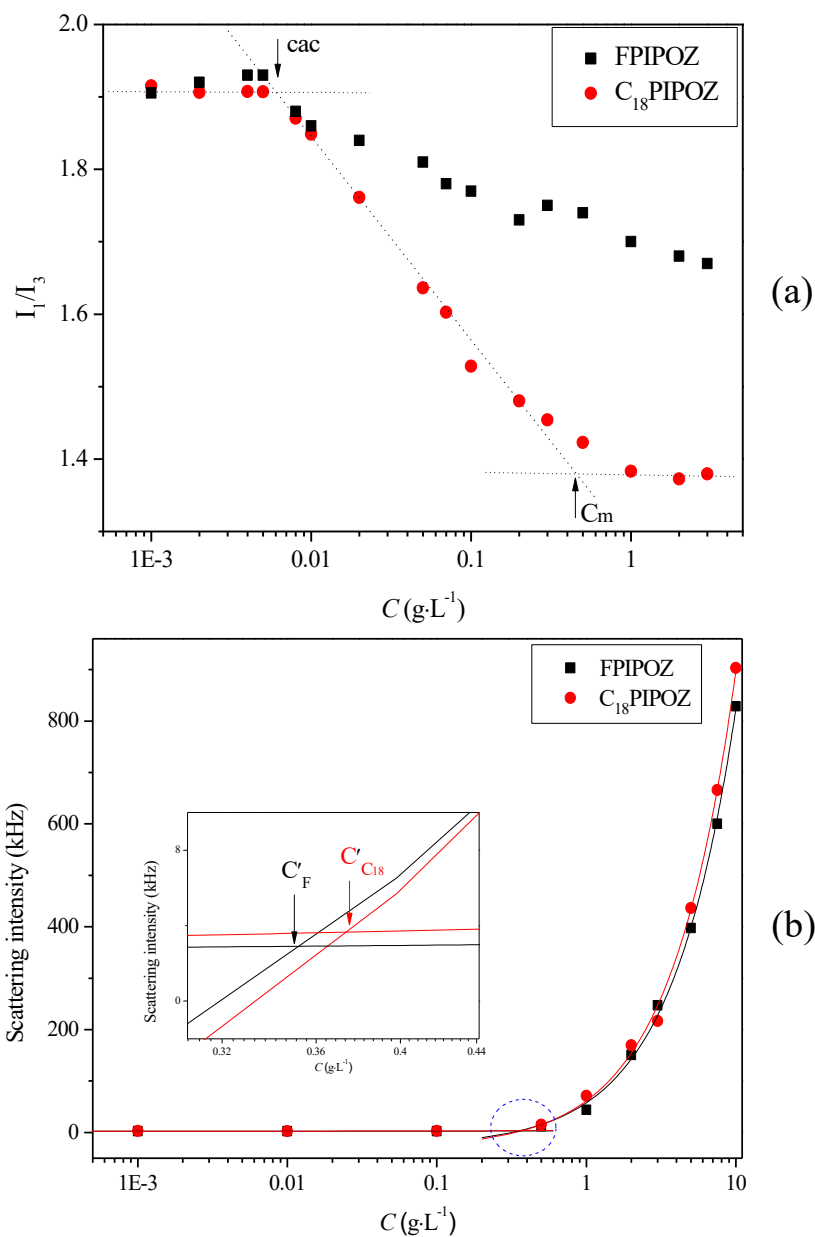 2.0
1.8
1.6
1.4
I₁/I₃
cac
FPIPOZ
C₁₈PIPOZ
Cm
1E-3 0.01 0.1 1
C (g·L⁻¹)
(a)
800
600
400
200
0
Scattering intensity (kHz)
FPIPOZ
C₁₈PIPOZ
8
0
Scattering intensity (kHz)
C′F
C′C18
0.32 0.36 0.4 0.44
C (g·L⁻¹)
1E-3 0.01 0.1 1 10
C (g·L⁻¹)
(b)